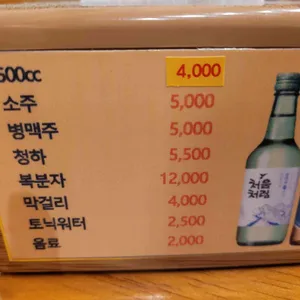 500cc 4,000
소주 5,000
병맥주 5,000
청하 5,500
복분자 12,000
막걸리 4,000
토닉워터 2,500
음료 2,000
처음
처럼